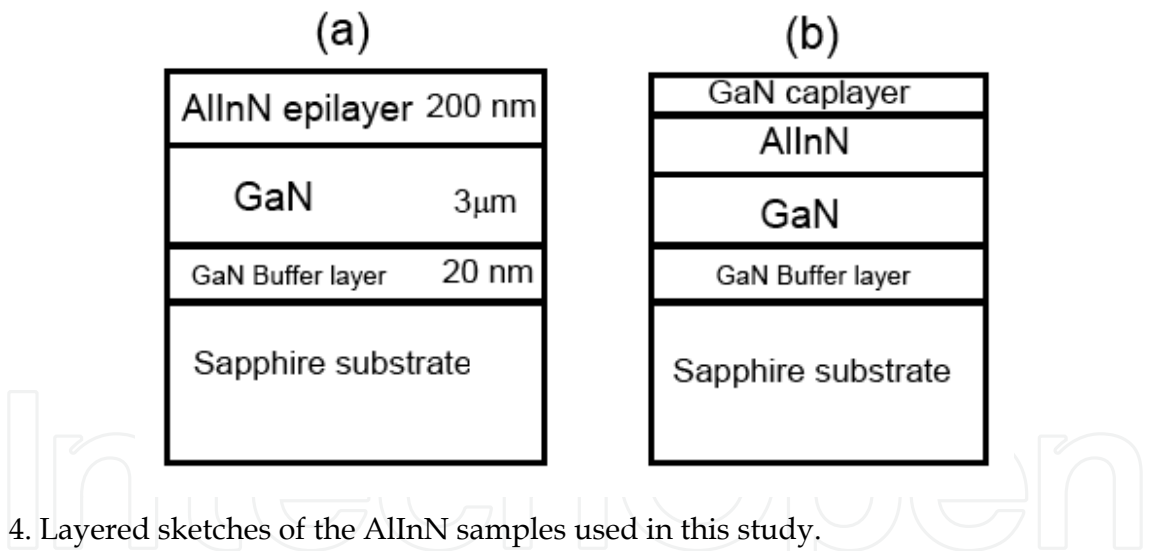 (a)
AlInN epilayer 200 nm
GaN 3μm
GaN Buffer layer 20 nm
Sapphire substrate
(b)
GaN caplayer
AlInN
GaN
GaN Buffer layer
Sapphire substrate
IntechOpen
4. Layered sketches of the AlInN samples used in this study.